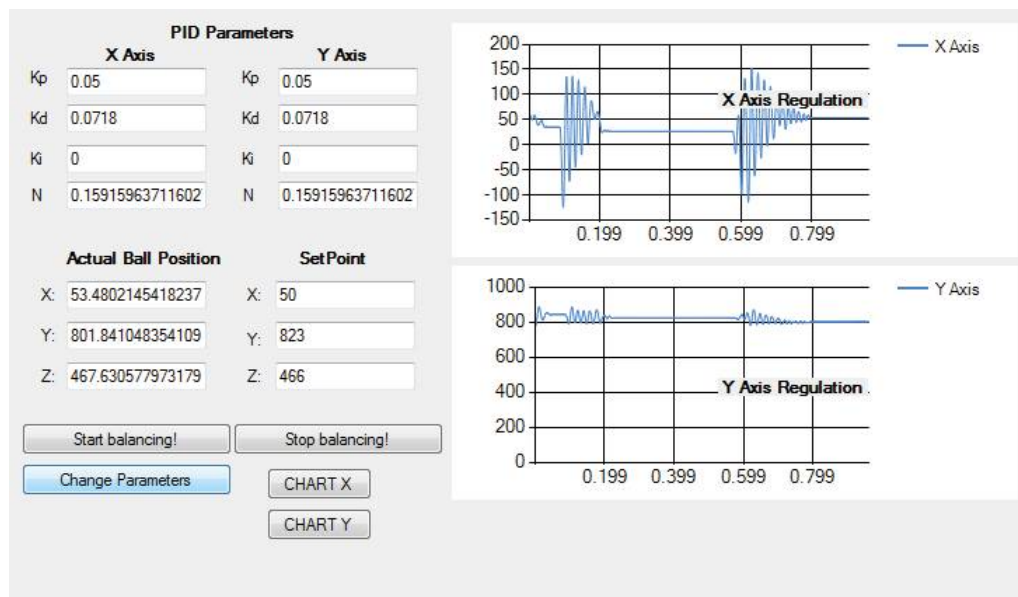 PID Parameters
X Axis Y Axis
Kp 0.05 Kp 0.05
Kd 0.0718 Kd 0.0718
Ki 0 Ki 0
N 0.15915963711602 N 0.15915963711602
Actual Ball Position SetPoint
X: 53.4802145418237 X: 50
Y: 801.841048354109 Y: 823
Z: 467.630577973179 Z: 466
Start balancing! Stop balancing!
Change Parameters CHART X
CHART Y
200
150
100
50
0
-50
-100
-150
0.199 0.399 0.599 0.799
X Axis Regulation
X Axis
1000
800
600
400
200
0
0.199 0.399 0.599 0.799
Y Axis Regulation
Y Axis